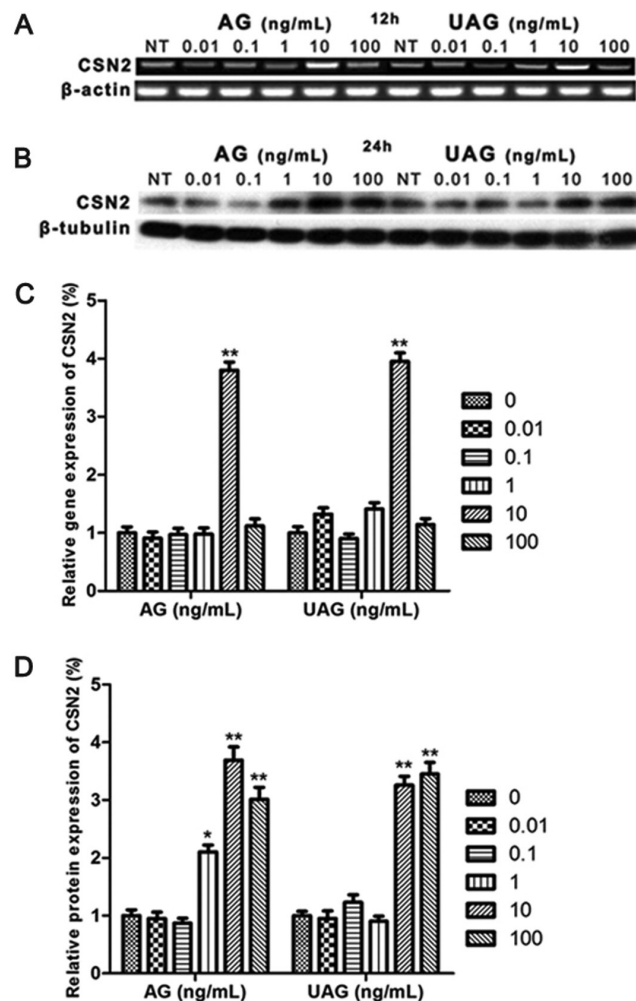 A
AG (ng/mL) 12h UAG (ng/mL)
NT 0.01 0.1 1 10 100 NT 0.01 0.1 1 10 100
CSN2
β-actin
B
AG (ng/mL) 24h UAG (ng/mL)
NT 0.01 0.1 1 10 100 NT 0.01 0.1 1 10 100
CSN2
β-tubulin
C
Relative gene expression of CSN2 (%)
5
4
3
2
1
0
**
**
AG (ng/mL) UAG (ng/mL)
0
0.01
0.1
1
10
100
D
Relative protein expression of CSN2 (%)
5
4
3
2
1
0
*
**
**
**
**
AG (ng/mL) UAG (ng/mL)
0
0.01
0.1
1
10
100